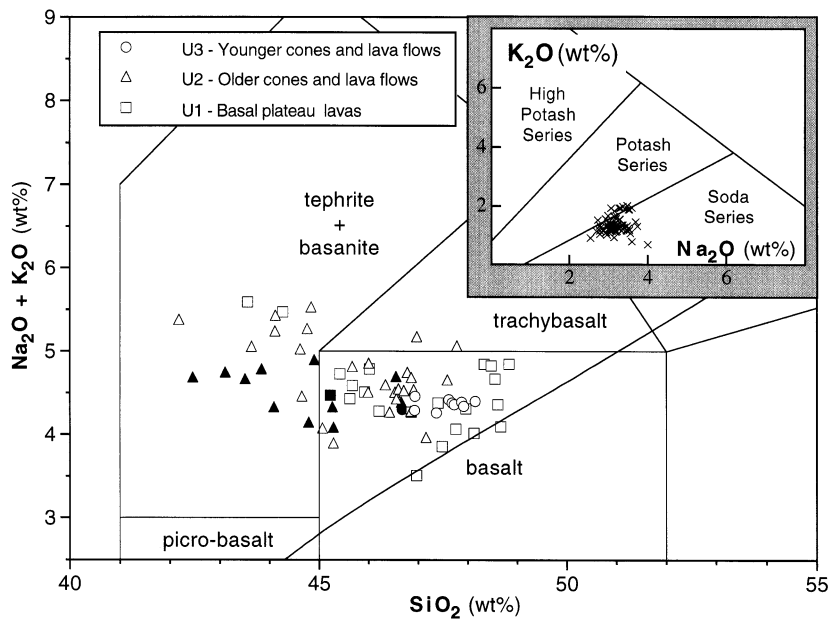 9
8
7
6
5
4
3
Na₂O + K₂O (wt%)
U3 - Younger cones and lava flows
U2 - Older cones and lava flows
U1 - Basal plateau lavas
K₂O (wt%)
6
4
2
High
Potash
Series
Potash
Series
Soda
Series
Na₂O (wt%)
2
4
6
tephrite
+
basanite
trachybasalt
basalt
picro-basalt
40
45
50
55
SiO₂ (wt%)